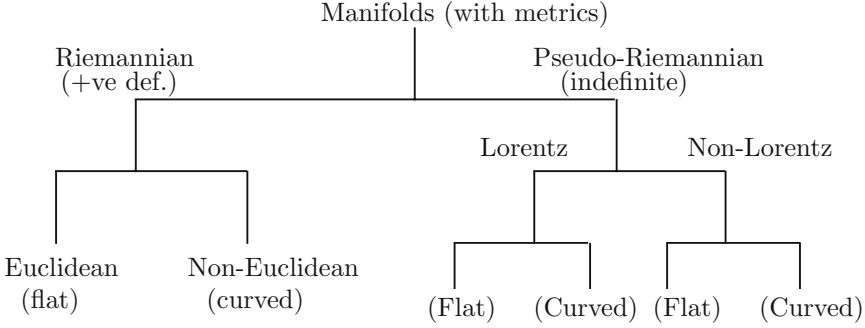 Manifolds (with metrics)
Riemannian
(+ve def.)
Pseudo-Riemannian
(indefinite)
Lorentz
Non-Lorentz
Euclidean
(flat)
Non-Euclidean
(curved)
(Flat)
(Curved)
(Flat)
(Curved)